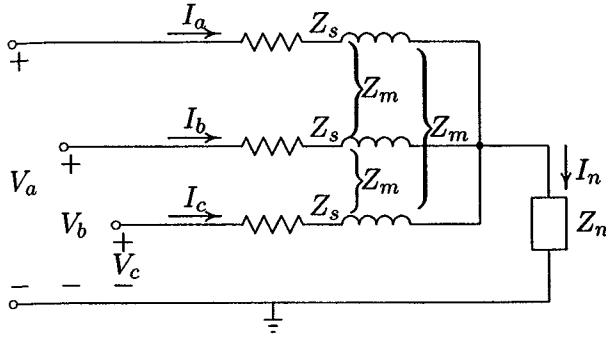 I_a Z_s
+
Z_m
I_b Z_s Z_m
+
V_a Z_m I_n
I_c Z_s
V_b Z_n
+
V_c
− − −